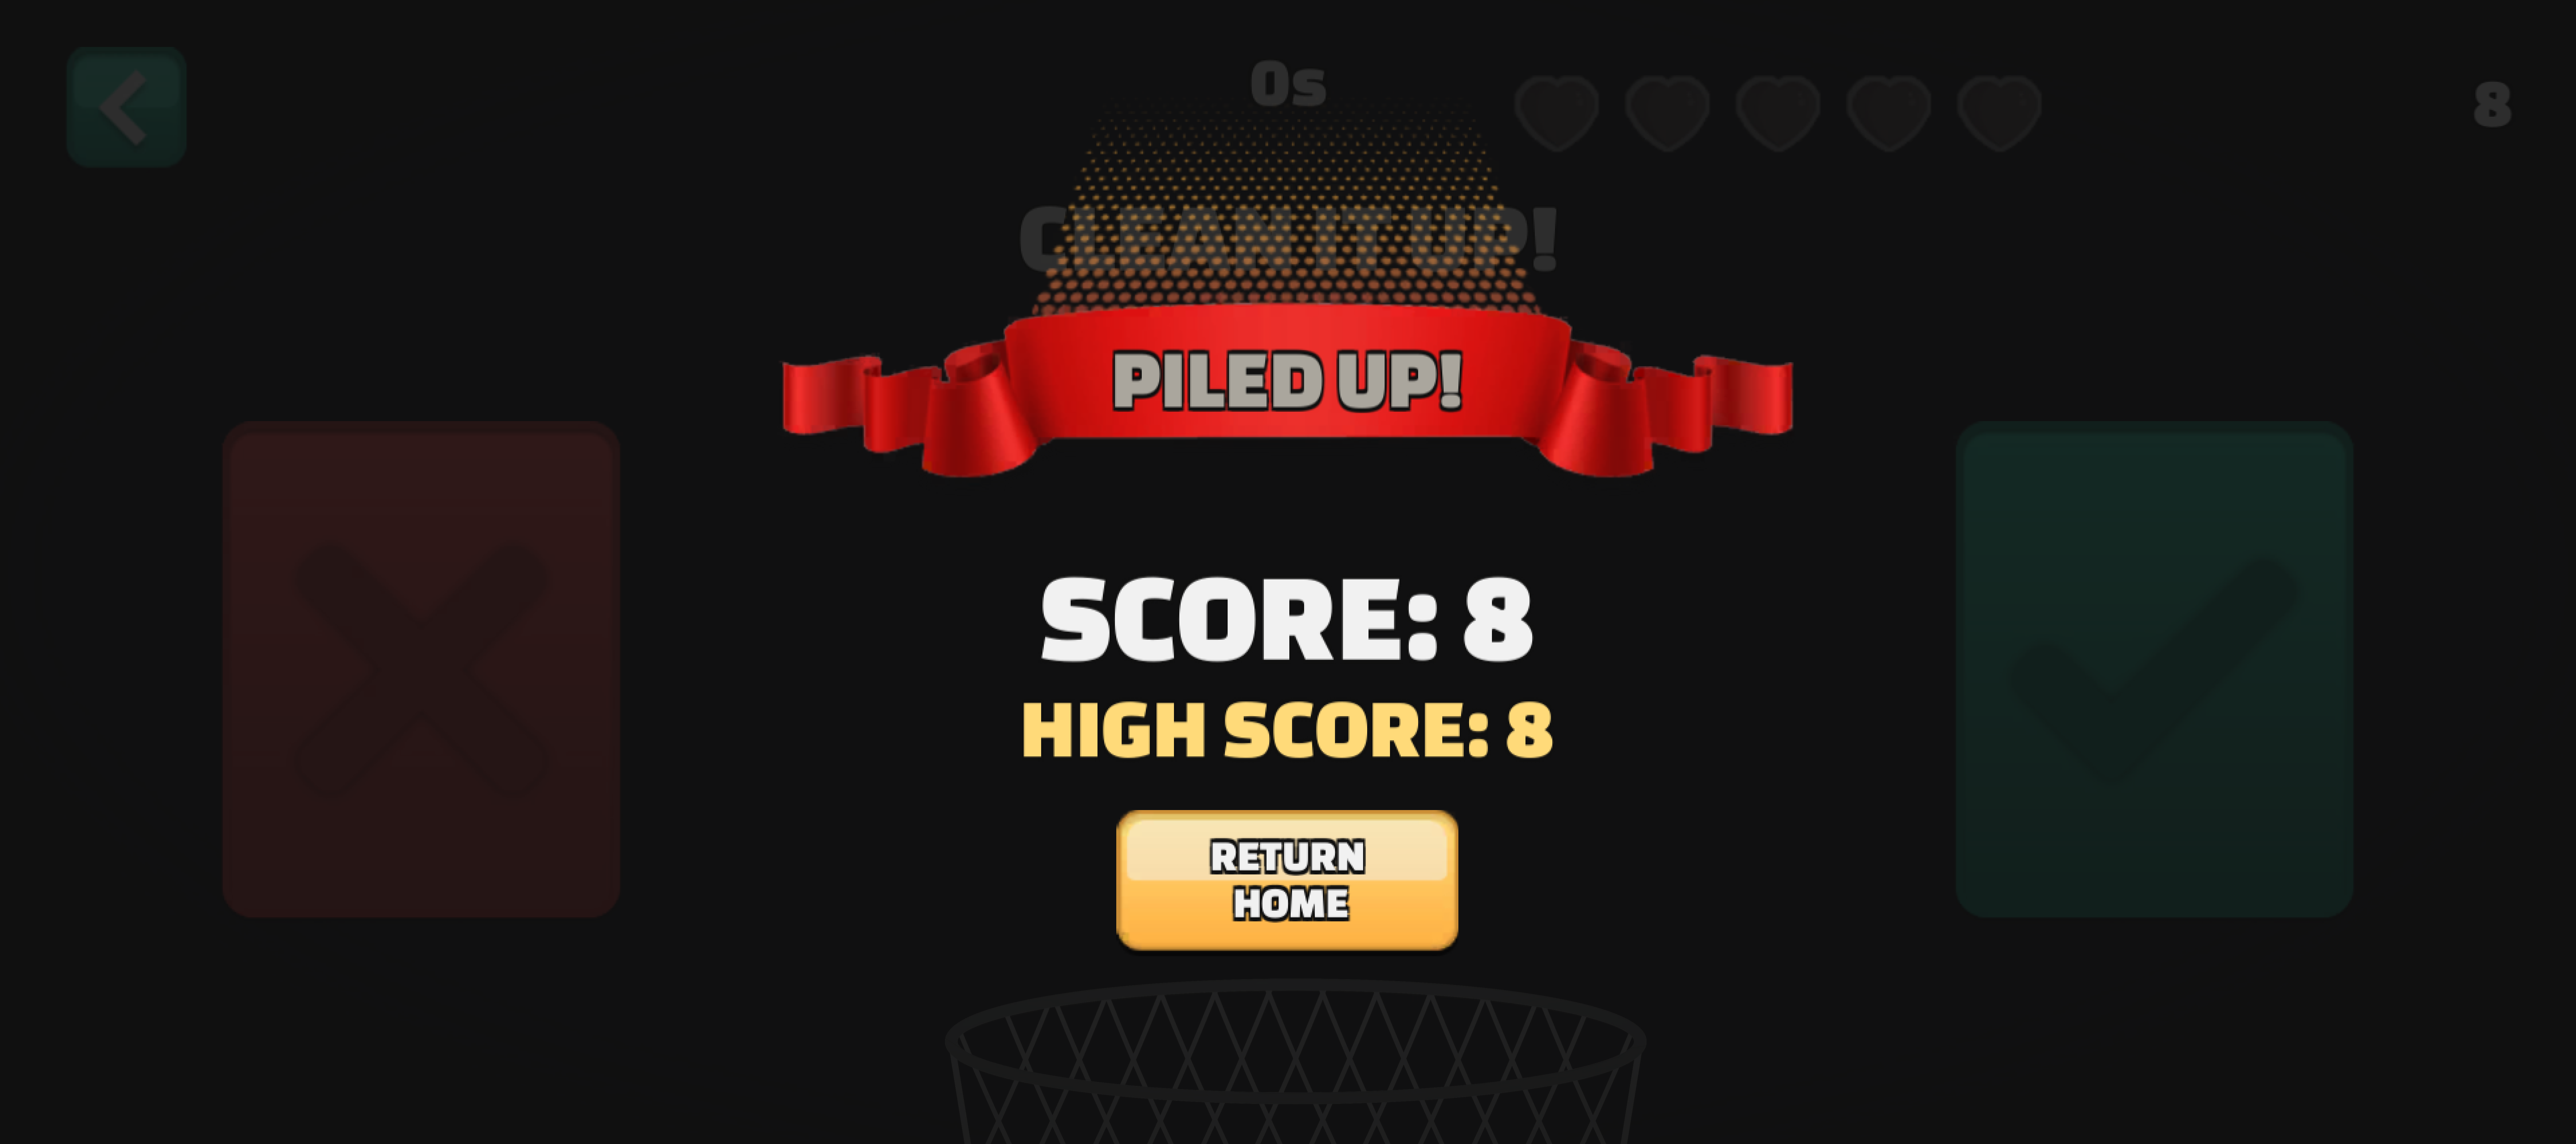 0s
8
CLEAN IT UP!
PILED UP!
SCORE: 8
HIGH SCORE: 8
RETURN
HOME